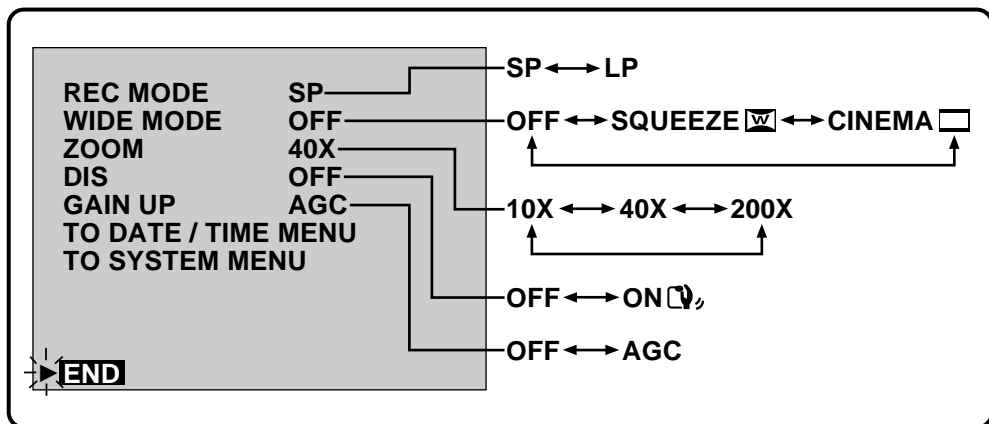 REC MODE SP
WIDE MODE OFF
ZOOM 40X
DIS OFF
GAIN UP AGC
TO DATE / TIME MENU
TO SYSTEM MENU
END
SP LP
OFF SQUEEZE W CINEMA
10X 40X 200X
OFF ON
OFF AGC